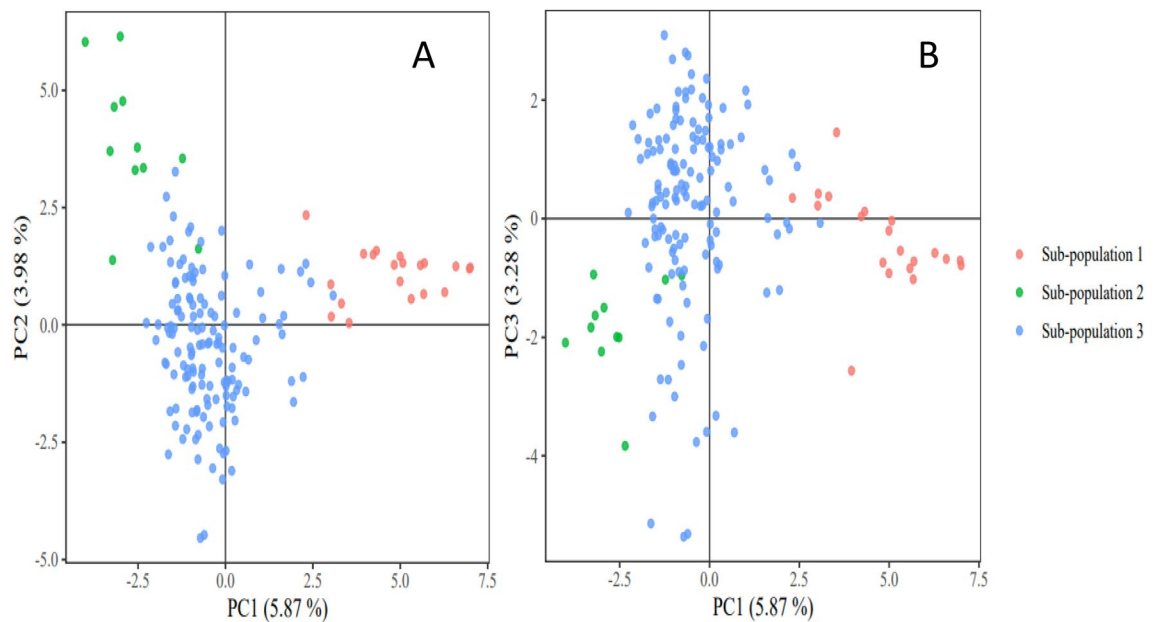 A
5.0
2.5
0.0
-2.5
-5.0
PC2 (3.98 %)
-2.5 0.0 2.5 5.0 7.5
PC1 (5.87 %)
B
2
0
-2
-4
PC3 (3.28 %)
-2.5 0.0 2.5 5.0 7.5
PC1 (5.87 %)
Sub-population 1
Sub-population 2
Sub-population 3